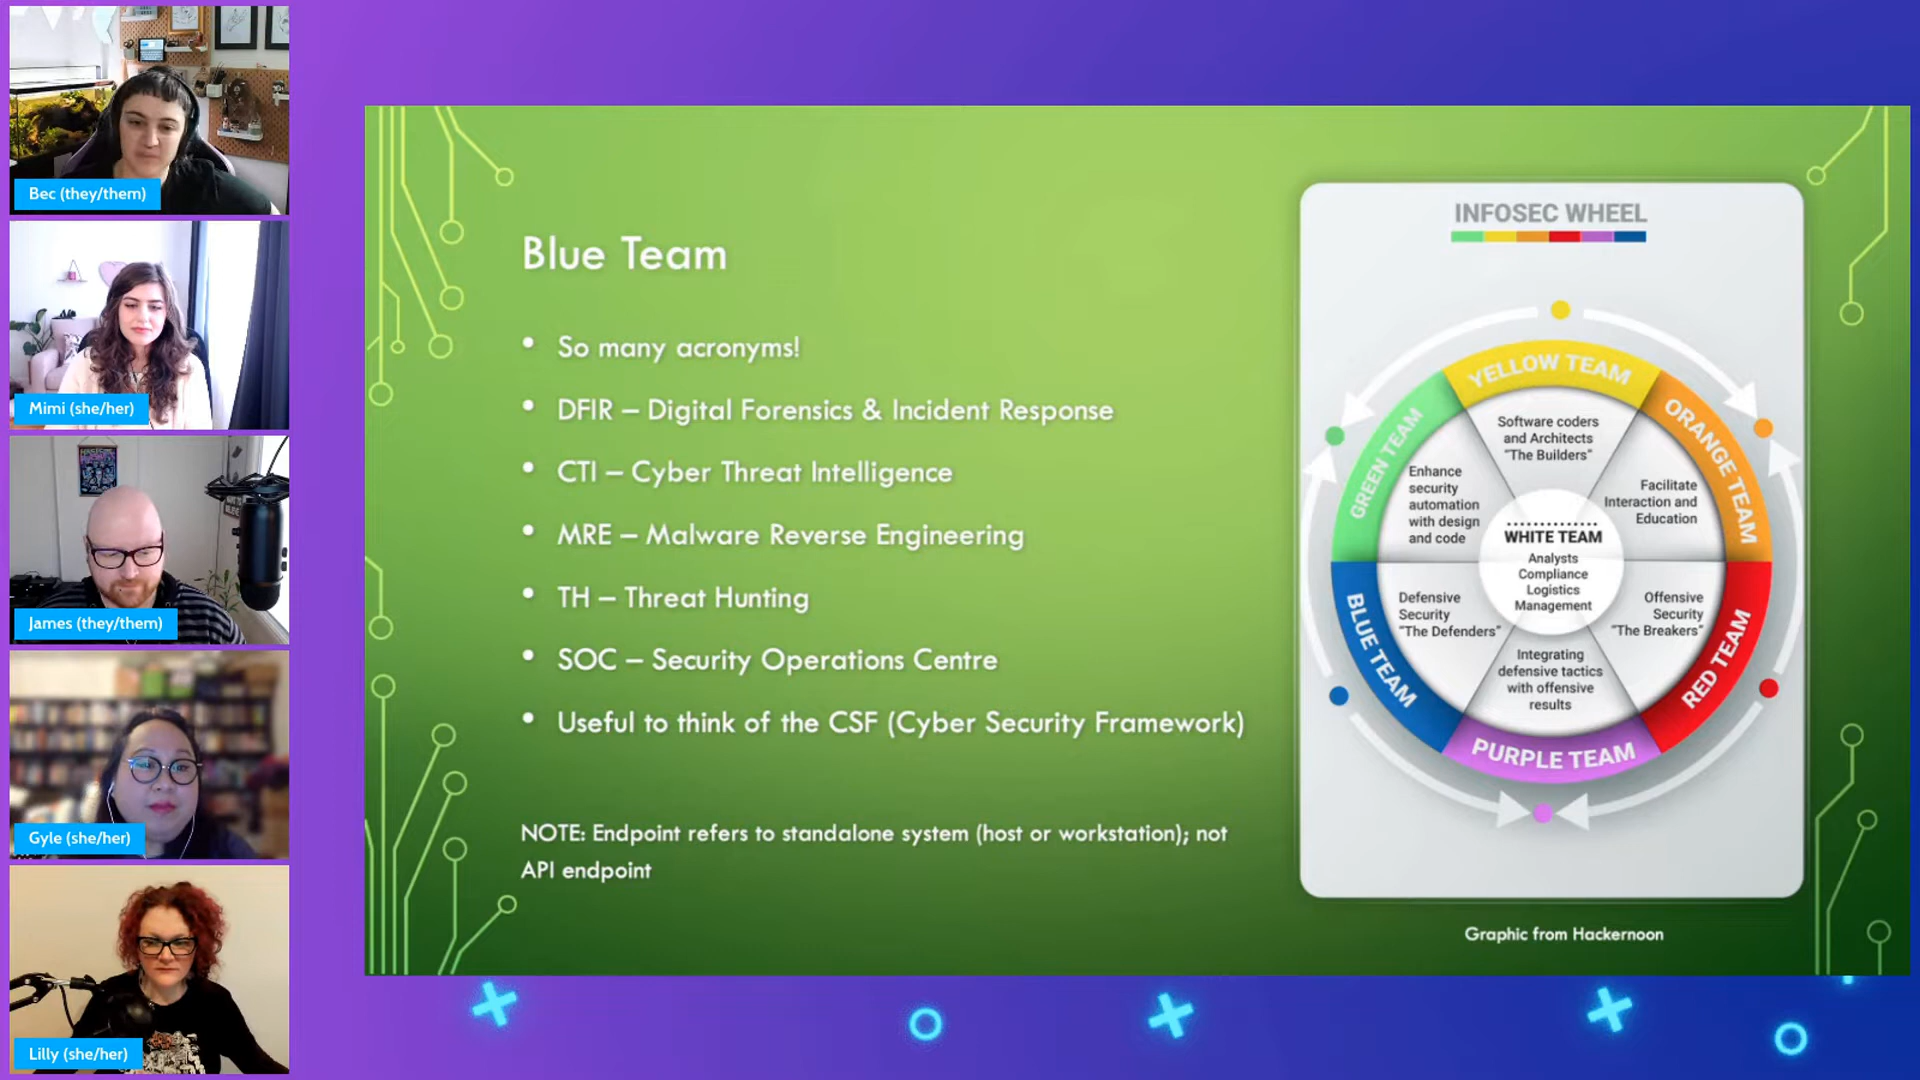 Bec (they/them)
Mimi (she/her)
James (they/them)
Gyle (she/her)
Lilly (she/her)
Blue Team
• So many acronyms!
• DFIR – Digital Forensics & Incident Response
• CTI – Cyber Threat Intelligence
• MRE – Malware Reverse Engineering
• TH – Threat Hunting
• SOC – Security Operations Centre
• Useful to think of the CSF (Cyber Security Framework)
NOTE: Endpoint refers to standalone system (host or workstation); not
API endpoint
INFOSEC WHEEL
YELLOW TEAM
Software coders
and Architects
"The Builders"
ORANGE TEAM
Facilitate
Interaction and
Education
GREEN TEAM
Enhance
security
automation
with design
and code
WHITE TEAM
Analysts
Compliance
Logistics
Management
BLUE TEAM
Defensive
Security
"The Defenders"
RED TEAM
Offensive
Security
"The Breakers"
Integrating
defensive tactics
with offensive
results
PURPLE TEAM
Graphic from Hackernoon